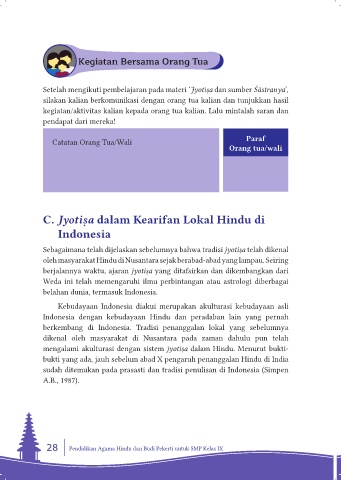 Kegiatan Bersama Orang Tua
Setelah mengikuti pembelajaran pada materi ‘Jyotiṣa dan sumber Śāstranya’,
silakan kalian berkomunikasi dengan orang tua kalian dan tunjukkan hasil
kegiatan/aktivitas kalian kepada orang tua kalian. Lalu mintalah saran dan
pendapat dari mereka!
Catatan Orang Tua/Wali
Paraf
Orang tua/wali
C. Jyotiṣa dalam Kearifan Lokal Hindu di
Indonesia
Sebagaimana telah dijelaskan sebelumnya bahwa tradisi jyotiṣa telah dikenal
oleh masyarakat Hindu di Nusantara sejak berabad-abad yang lampau. Seiring
berjalannya waktu, ajaran jyotiṣa yang ditafsirkan dan dikembangkan dari
Weda ini telah memengaruhi ilmu perbintangan atau astrologi diberbagai
belahan dunia, termasuk Indonesia.
Kebudayaan Indonesia diakui merupakan akulturasi kebudayaan asli
Indonesia dengan kebudayaan Hindu dan peradaban lain yang pernah
berkembang di Indonesia. Tradisi penanggalan lokal yang sebelumnya
dikenal oleh masyarakat di Nusantara pada zaman dahulu pun telah
mengalami akulturasi dengan sistem jyotiṣa dalam Hindu. Menurut bukti-
bukti yang ada, jauh sebelum abad X pengaruh penanggalan Hindu di India
sudah ditemukan pada prasasti dan tradisi penulisan di Indonesia (Simpen
A.B., 1987).
28
Pendidikan Agama Hindu dan Budi Pekerti untuk SMP Kelas IX